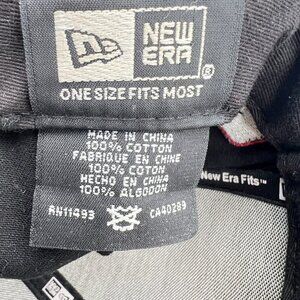 NEW
ERA®
ONE SIZE FITS MOST
MADE IN CHINA
100% COTTON
FABRIQUE EN CHINE
100% COTON
HECHO EN CHINA
100% ALGODON
RN11493 CA40289
New Era Fits™